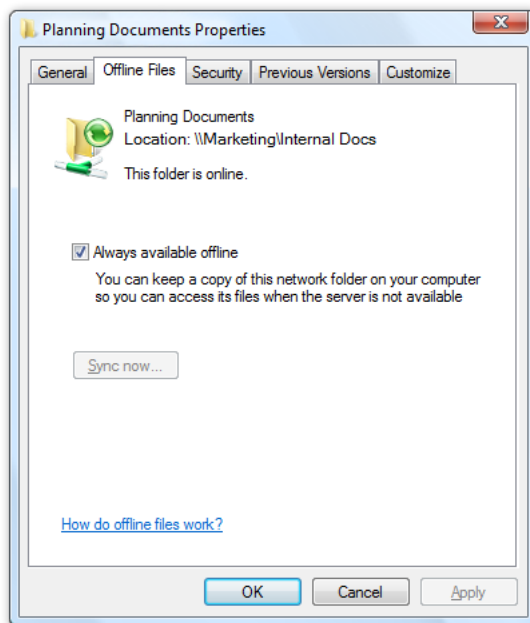 Planning Documents Properties
General Offline Files Security Previous Versions Customize
Planning Documents
Location: \\Marketing\Internal Docs
This folder is online.
Always available offline
You can keep a copy of this network folder on your computer
so you can access its files when the server is not available
Sync now...
How do offline files work?
OK Cancel Apply